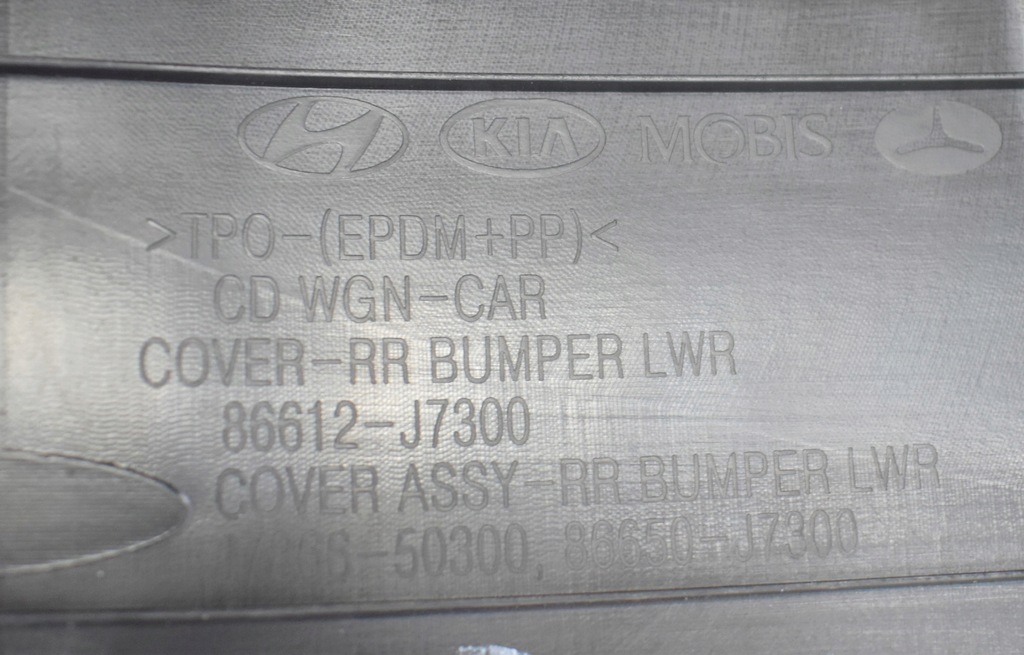 KIA MOBIS
>TPO-(EPDM+PP)<
CD WGN-CAR
COVER-RR BUMPER LWR
86612-J7300
COVER ASSY-RR BUMPER LWR
86650-J7300